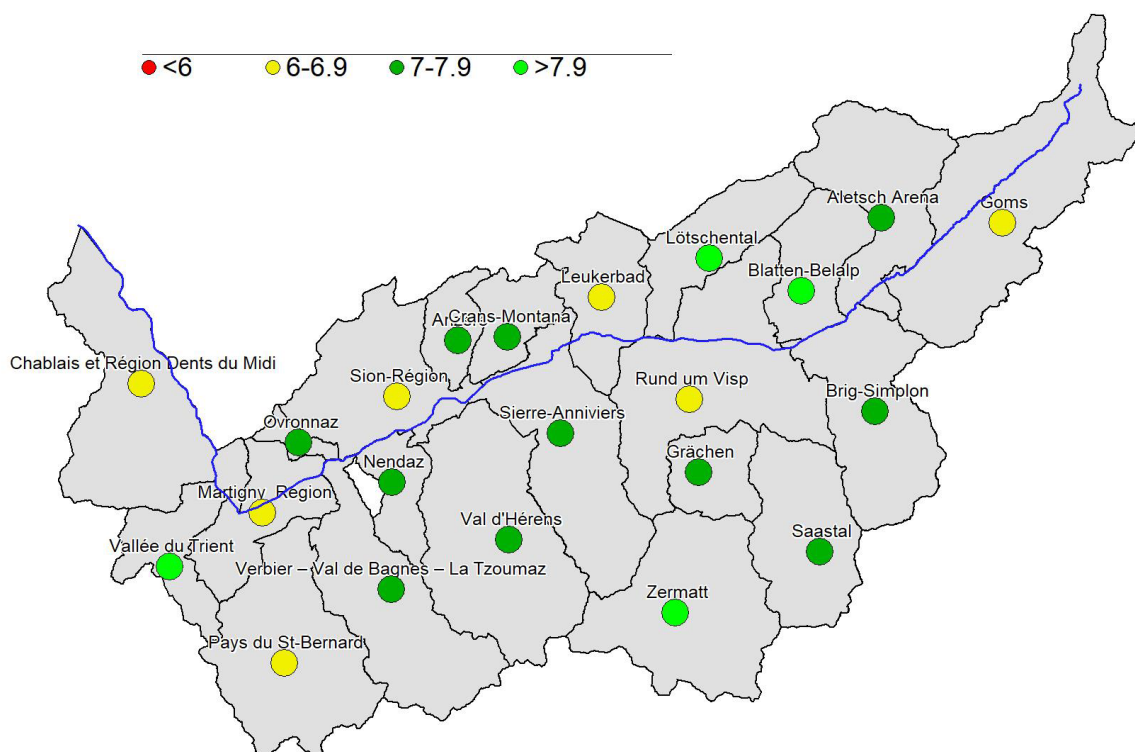 <6 6-6.9 7-7.9 >7.9
Aletsch Arena
Goms
Lötschental
Blatten-Belalp
Leukerbad
Crans-Montana
Chablais et Région Dents du Midi
Sion-Région
Rund um Visp
Brig-Simplon
Sierre-Anniviers
Ovronnaz
Grächen
Nendaz
Martigny Region
Val d'Hérens
Saastal
Vallée du Trient
Verbier – Val de Bagnes – La Tzoumaz
Zermatt
Pays du St-Bernard